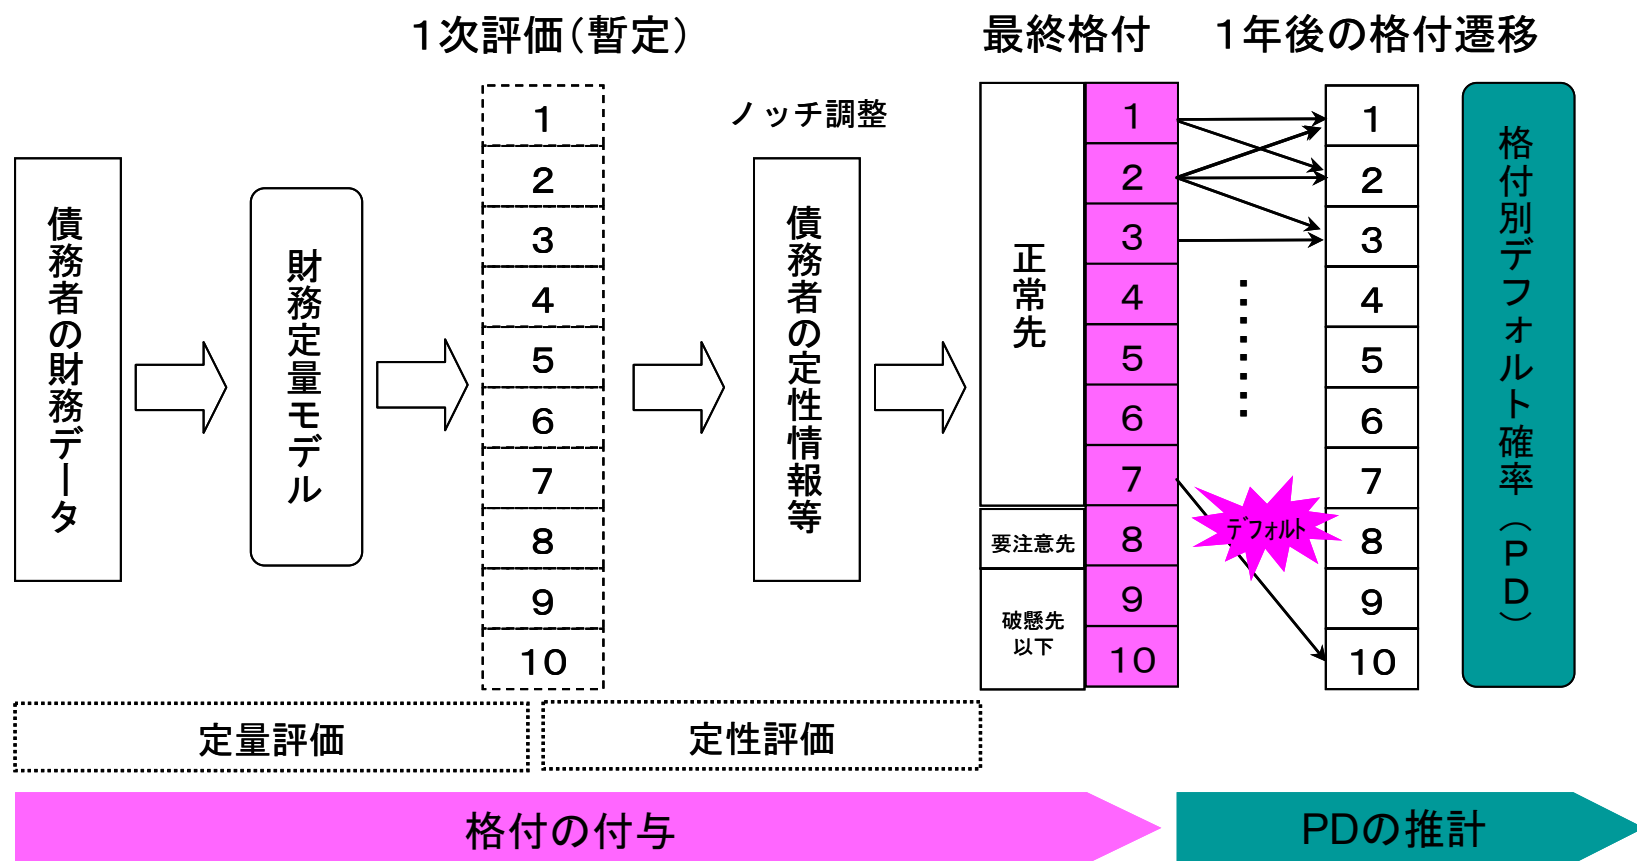 1次評価（暫定）
最終格付
1年後の格付遷移
ノッチ調整
債務者の財務データ
財務定量モデル
1
2
3
4
5
6
7
8
9
10
債務者の定性情報等
正常先
要注意先
破懸先
以下
1
2
3
4
5
6
7
8
9
10
デフォルト
1
2
3
4
5
6
7
8
9
10
格付別デフォルト確率（PD）
定量評価
定性評価
格付の付与
PDの推計